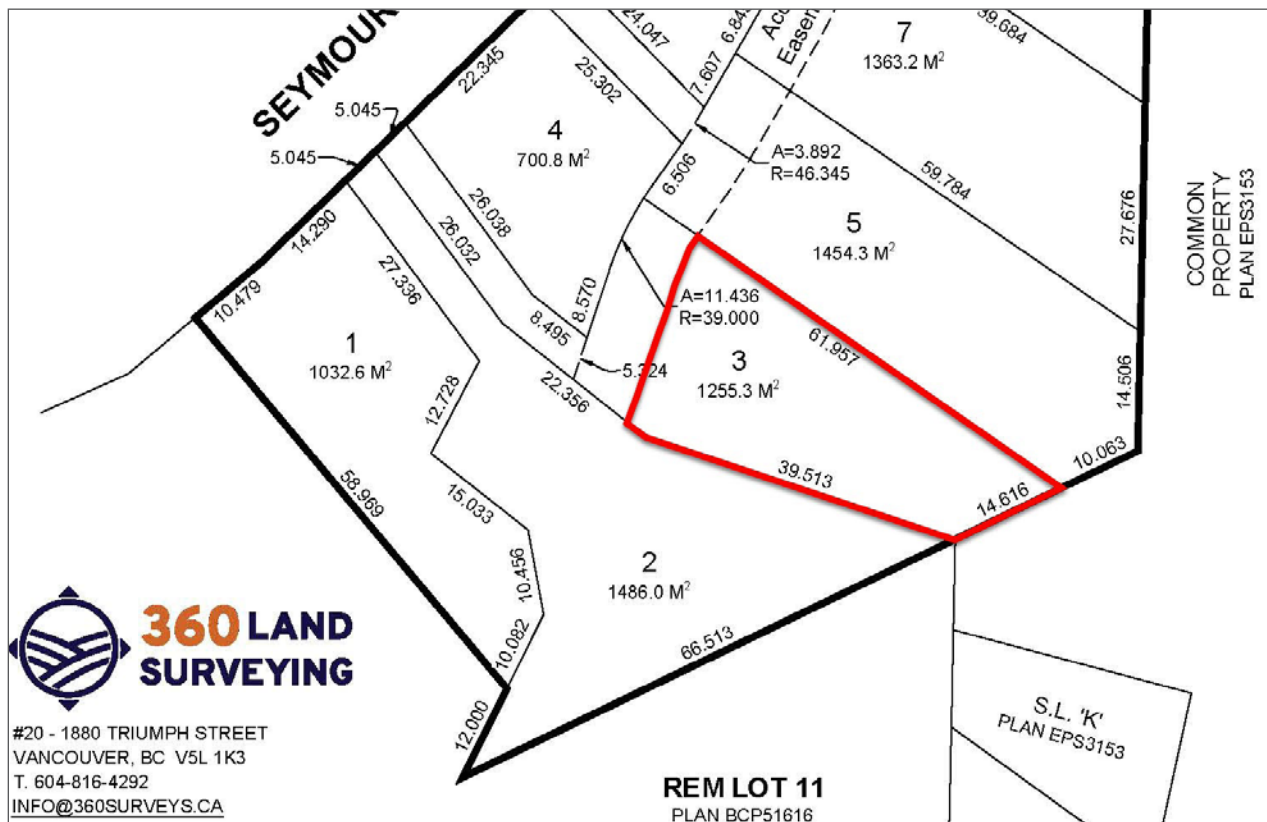 SEYMOUR
22.345
5.045
5.045
14.290
10.479
24.047
25.302
7.607
4
700.8 M²
6.506
A=3.892
R=46.345
7
1363.2 M²
39.684
59.784
27.676
COMMON
PROPERTY
PLAN EPS3153
26.038
26.032
27.336
8.570
8.495
5
1454.3 M²
A=11.436
R=39.000
61.957
14.506
1
1032.6 M²
5.324
22.356
3
1255.3 M²
12.728
10.063
39.513
14.616
58.969
15.033
10.456
2
1486.0 M²
10.082
66.513
12.000
360 LAND
SURVEYING
#20 - 1880 TRIUMPH STREET
VANCOUVER, BC V5L 1K3
T. 604-816-4292
INFO@360SURVEYS.CA
S.L. 'K'
PLAN EPS3153
REM LOT 11
PLAN BCP51616